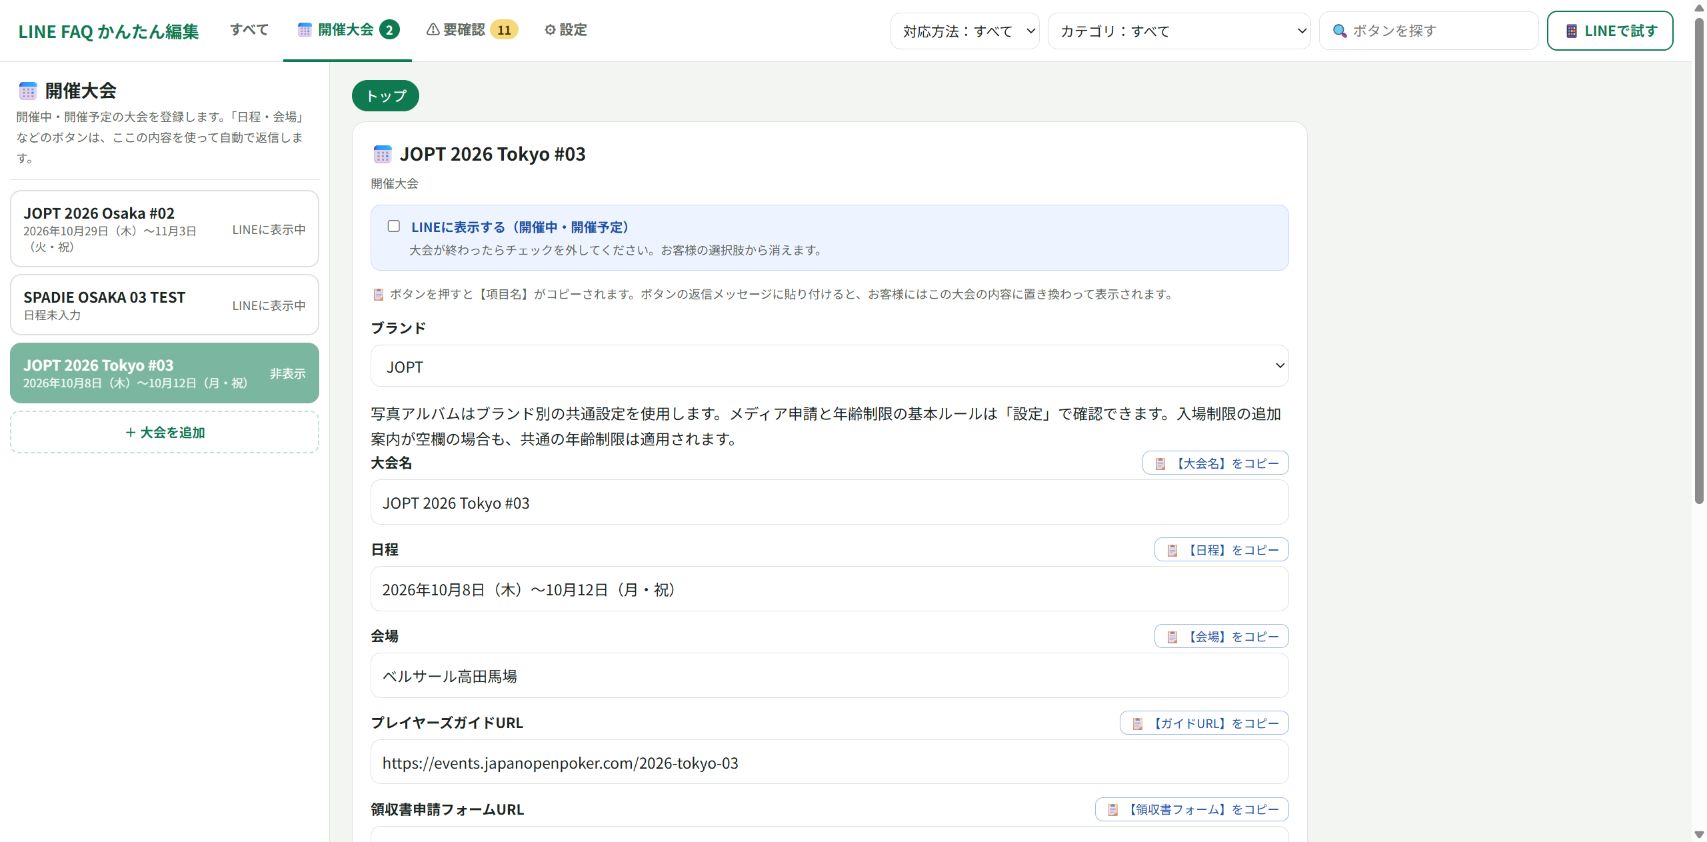 LINE FAQ かんたん編集
すべて
開催大会 2
要確認 11
設定
対応方法：すべて
カテゴリ：すべて
ボタンを探す
LINEで試す
開催大会
開催中・開催予定の大会を登録します。「日程・会場」
などのボタンは、ここの内容を使って自動で返信しま
す。
JOPT 2026 Osaka #02
2026年10月29日（木）〜11月3日
（火・祝）
LINEに表示中
SPADIE OSAKA 03 TEST
日程未入力
LINEに表示中
JOPT 2026 Tokyo #03
2026年10月8日（木）〜10月12日（月・祝）
非表示
＋ 大会を追加
トップ
JOPT 2026 Tokyo #03
開催大会
LINEに表示する（開催中・開催予定）
大会が終わったらチェックを外してください。お客様の選択肢から消えます。
ボタンを押すと【項目名】がコピーされます。ボタンの返信メッセージに貼り付けると、お客様にはこの大会の内容に置き換わって表示されます。
ブランド
JOPT
写真アルバムはブランド別の共通設定を使用します。メディア申請と年齢制限の基本ルールは「設定」で確認できます。入場制限の追加
案内が空欄の場合も、共通の年齢制限は適用されます。
大会名
【大会名】をコピー
JOPT 2026 Tokyo #03
日程
【日程】をコピー
2026年10月8日（木）〜10月12日（月・祝）
会場
【会場】をコピー
ベルサール高田馬場
プレイヤーズガイドURL
【ガイドURL】をコピー
https://events.japanopenpoker.com/2026-tokyo-03
領収書申請フォームURL
【領収書フォーム】をコピー